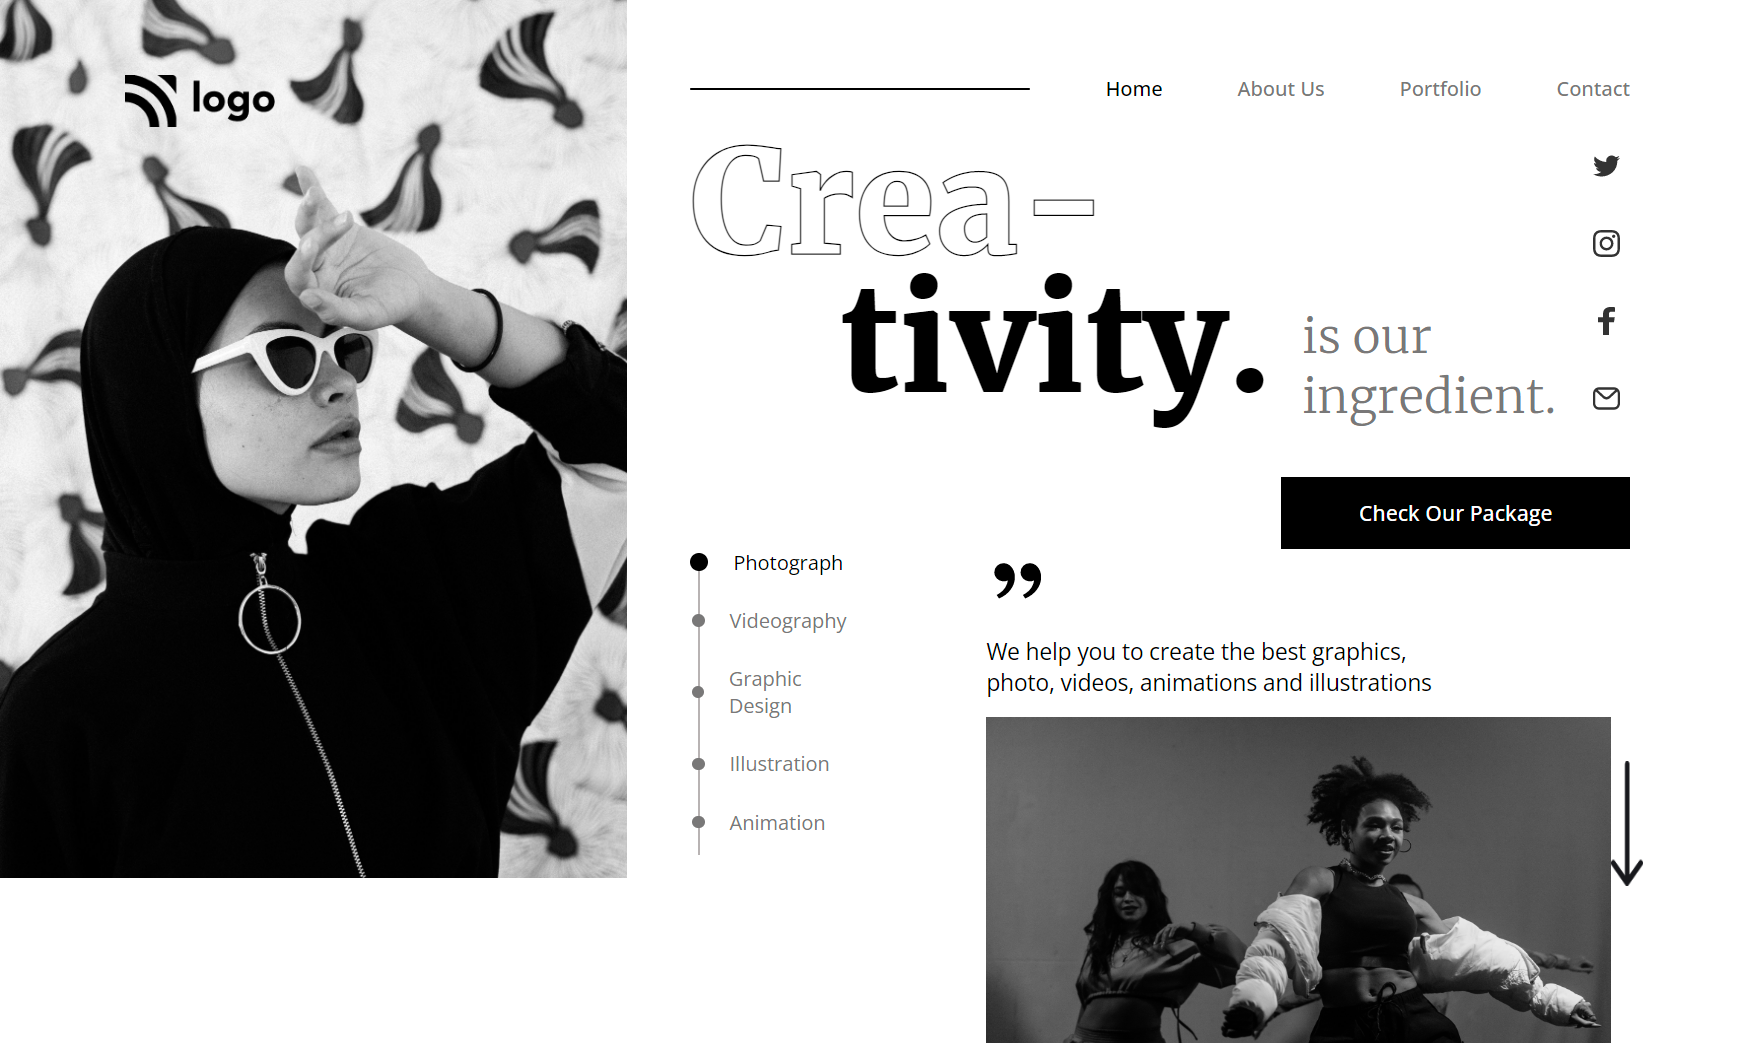 logo
Home About Us Portfolio Contact
Crea-
tivity.
is our
ingredient.
Check Our Package
Photograph
Videography
Graphic
Design
Illustration
Animation
”
We help you to create the best graphics,
photo, videos, animations and illustrations